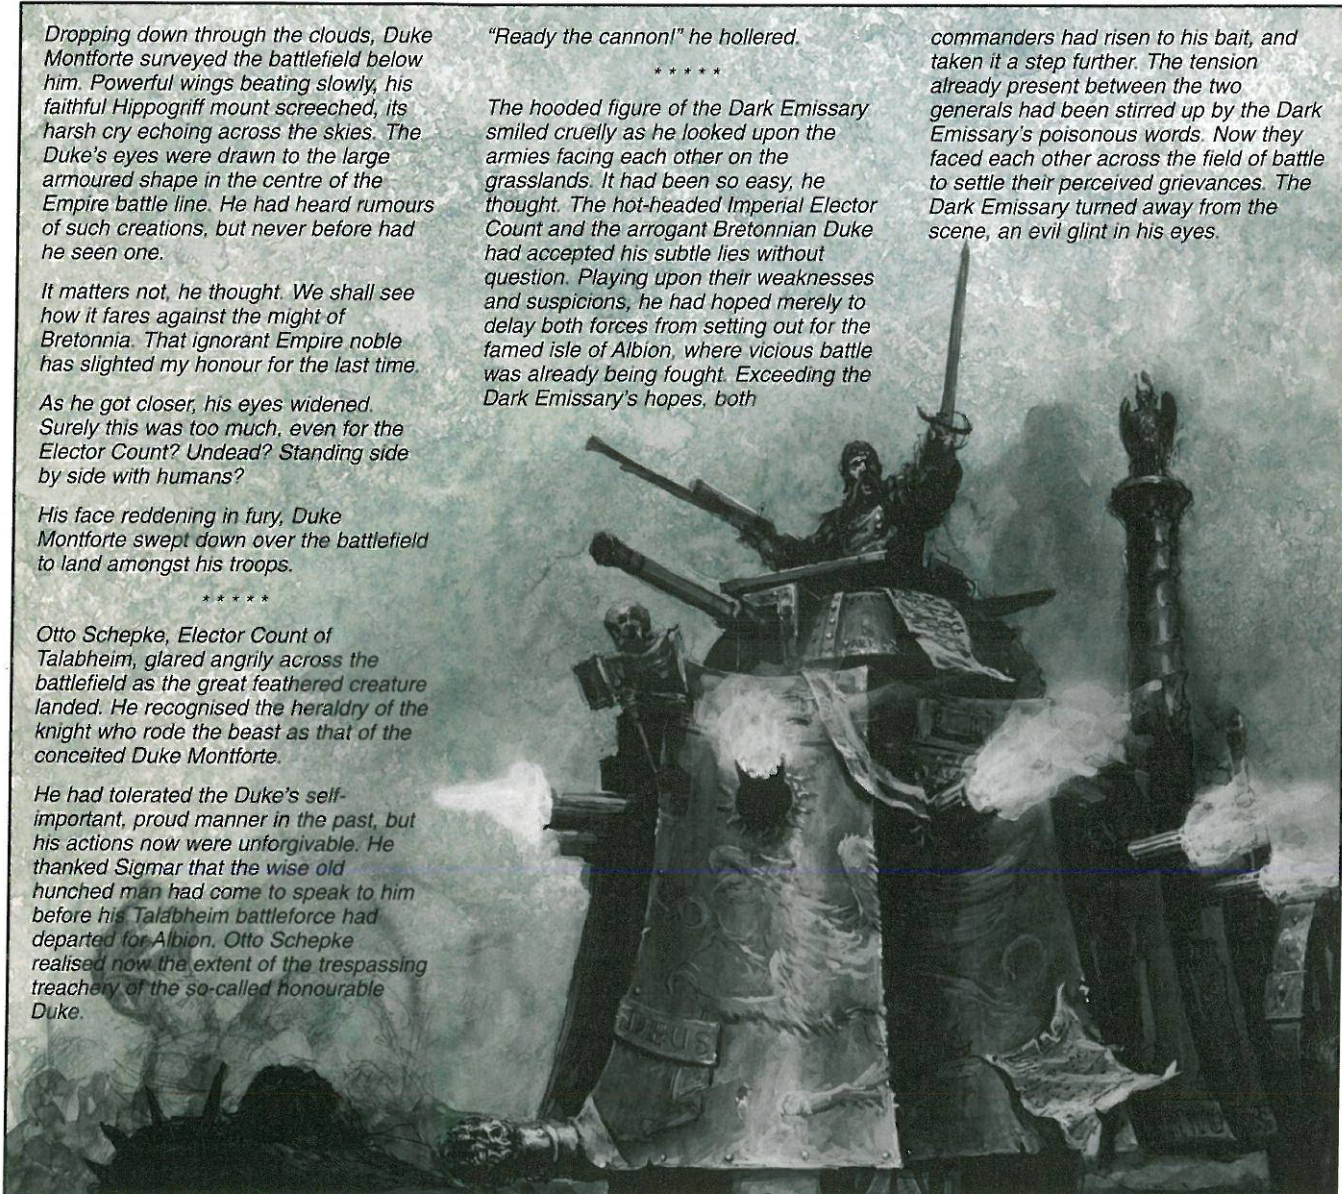 Dropping down through the clouds, Duke
Montforte surveyed the battlefield below
him. Powerful wings beating slowly, his
faithful Hippogriff mount screeched, its
harsh cry echoing across the skies. The
Duke's eyes were drawn to the large
armoured shape in the centre of the
Empire battle line. He had heard rumours
of such creations, but never before had
he seen one.
It matters not, he thought. We shall see
how it fares against the might of
Bretonnia. That ignorant Empire noble
has slighted my honour for the last time.
As he got closer, his eyes widened.
Surely this was too much, even for the
Elector Count? Undead? Standing side
by side with humans?
His face reddening in fury, Duke
Montforte swept down over the battlefield
to land amongst his troops.
* * * * *
Otto Schepke, Elector Count of
Talabheim, glared angrily across the
battlefield as the great feathered creature
landed. He recognised the heraldry of the
knight who rode the beast as that of the
conceited Duke Montforte.
He had tolerated the Duke's self-
important, proud manner in the past, but
his actions now were unforgivable. He
thanked Sigmar that the wise old
hunched man had come to speak to him
before his Talabheim battleforce had
departed for Albion. Otto Schepke
realised now the extent of the trespassing
treachery of the so-called honourable
Duke.
"Ready the cannon!" he hollered.
* * * * *
The hooded figure of the Dark Emissary
smiled cruelly as he looked upon the
armies facing each other on the
grasslands. It had been so easy, he
thought. The hot-headed Imperial Elector
Count and the arrogant Bretonnian Duke
had accepted his subtle lies without
question. Playing upon their weaknesses
and suspicions, he had hoped merely to
delay both forces from setting out for the
famed isle of Albion, where vicious battle
was already being fought. Exceeding the
Dark Emissary's hopes, both
commanders had risen to his bait, and
taken it a step further. The tension
already present between the two
generals had been stirred up by the Dark
Emissary's poisonous words. Now they
faced each other across the field of battle
to settle their perceived grievances. The
Dark Emissary turned away from the
scene, an evil glint in his eyes.
DEUS